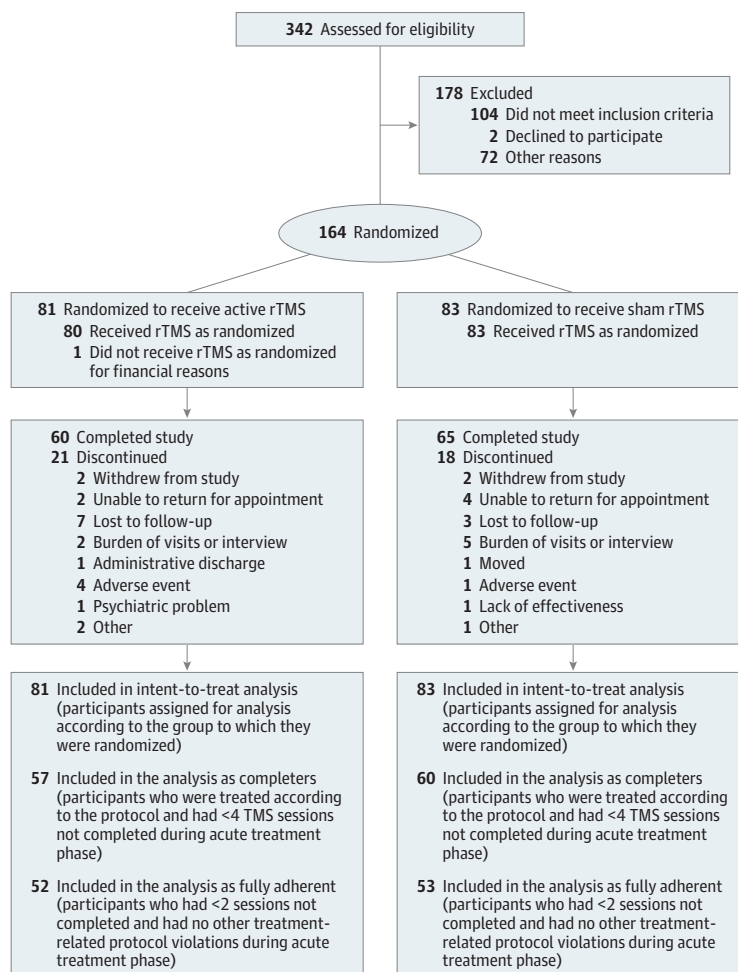 342 Assessed for eligibility
178 Excluded
104 Did not meet inclusion criteria
2 Declined to participate
72 Other reasons
164 Randomized
81 Randomized to receive active rTMS
80 Received rTMS as randomized
1 Did not receive rTMS as randomized
for financial reasons
83 Randomized to receive sham rTMS
83 Received rTMS as randomized
60 Completed study
21 Discontinued
2 Withdrew from study
2 Unable to return for appointment
7 Lost to follow-up
2 Burden of visits or interview
1 Administrative discharge
4 Adverse event
1 Psychiatric problem
2 Other
65 Completed study
18 Discontinued
2 Withdrew from study
4 Unable to return for appointment
3 Lost to follow-up
5 Burden of visits or interview
1 Moved
1 Adverse event
1 Lack of effectiveness
1 Other
81 Included in intent-to-treat analysis
(participants assigned for analysis
according to the group to which they
were randomized)
57 Included in the analysis as completers
(participants who were treated according
to the protocol and had <4 TMS sessions
not completed during acute treatment
phase)
52 Included in the analysis as fully adherent
(participants who had <2 sessions not
completed and had no other treatment-
related protocol violations during acute
treatment phase)
83 Included in intent-to-treat analysis
(participants assigned for analysis
according to the group to which they
were randomized)
60 Included in the analysis as completers
(participants who were treated according
to the protocol and had <4 TMS sessions
not completed during acute treatment
phase)
53 Included in the analysis as fully adherent
(participants who had <2 sessions not
completed and had no other treatment-
related protocol violations during acute
treatment phase)